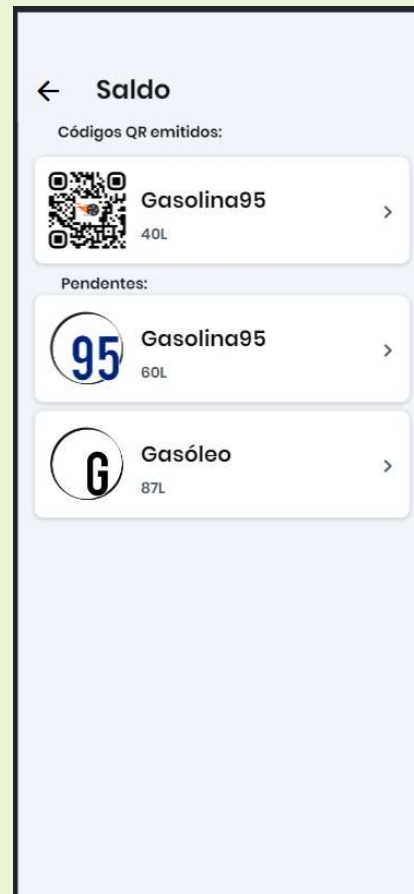 Saldo
Códigos QR emitidos:
Gasolina95
40L
Pendentes:
95
Gasolina95
60L
G
Gasóleo
87L